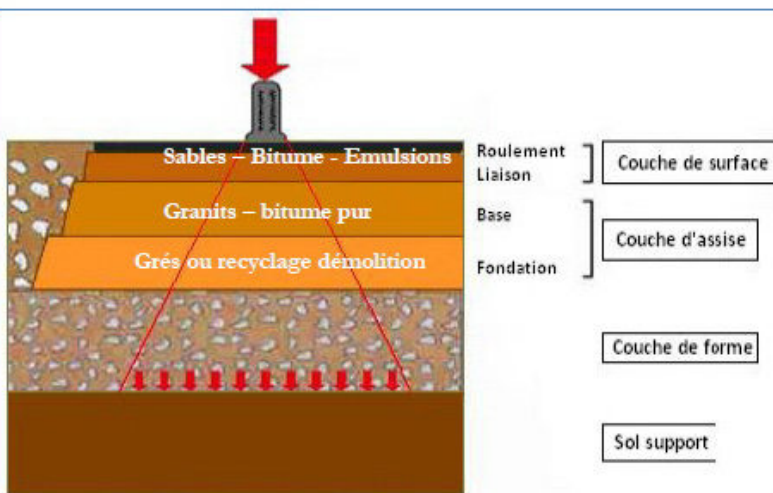 Sables – Bitume - Emulsions
Roulement
Liaison
Couche de surface
Granits – bitume pur
Base
Couche d'assise
Grés ou recyclage démolition
Fondation
Couche de forme
Sol support